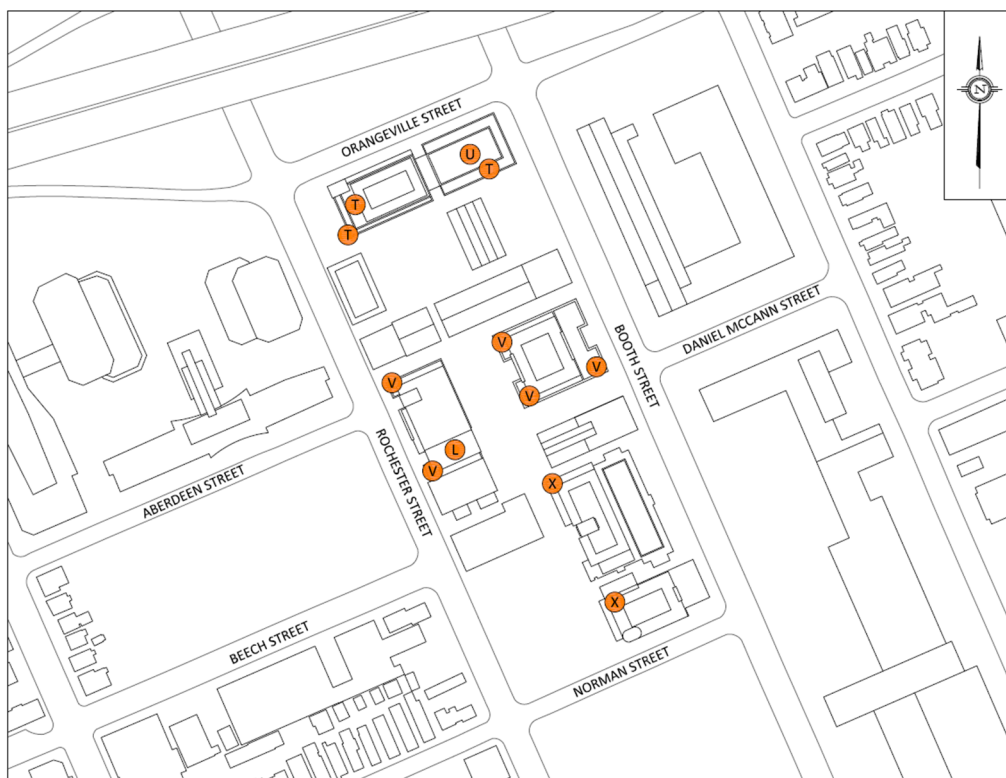 N
ORANGEVILLE STREET
U
T
T
T
DANIEL MCCANN STREET
BOOTH STREET
V
V
V
V
ROCHESTER STREET
L
V
ABERDEEN STREET
X
X
BEECH STREET
NORMAN STREET